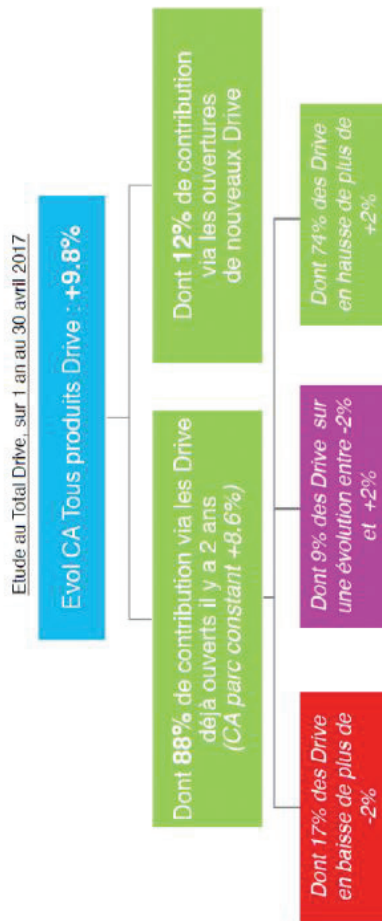 Etude au Total Drive, sur 1 an au 30 avril 2017
Evol CA Tous produits Drive : +9.8%
Dont 88% de contribution via les Drive
déjà ouverts il y a 2 ans
(CA parc constant +8.6%)
Dont 12% de contribution
via les ouvertures
de nouveaux Drive
Dont 17% des Drive
en baisse de plus de
-2%
Dont 9% des Drive sur
une évolution entre -2%
et +2%
Dont 74% des Drive
en hausse de plus de
+2%